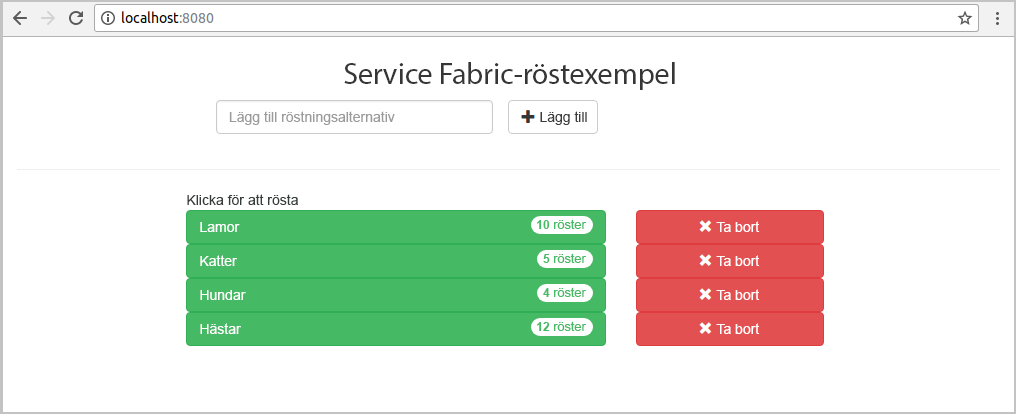 localhost:8080
Service Fabric-röstexempel
Lägg till röstningsalternativ
Lägg till
Klicka för att rösta
Lamor 10 röster Ta bort
Katter 5 röster Ta bort
Hundar 4 röster Ta bort
Hästar 12 röster Ta bort